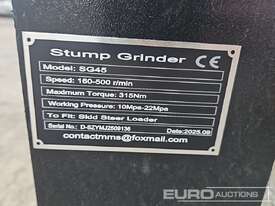 Stump Grinder CE
Model: SG45
Speed: 160-500 r/min
Maximum Torque: 315Nm
Working Pressure: 10Mpa-22Mpa
To Fit: Skid Steer Loader
Serial No.: D-SZYMJ2509136 Date:2025.09
contactmms@foxmail.com
EURO AUCTIONS